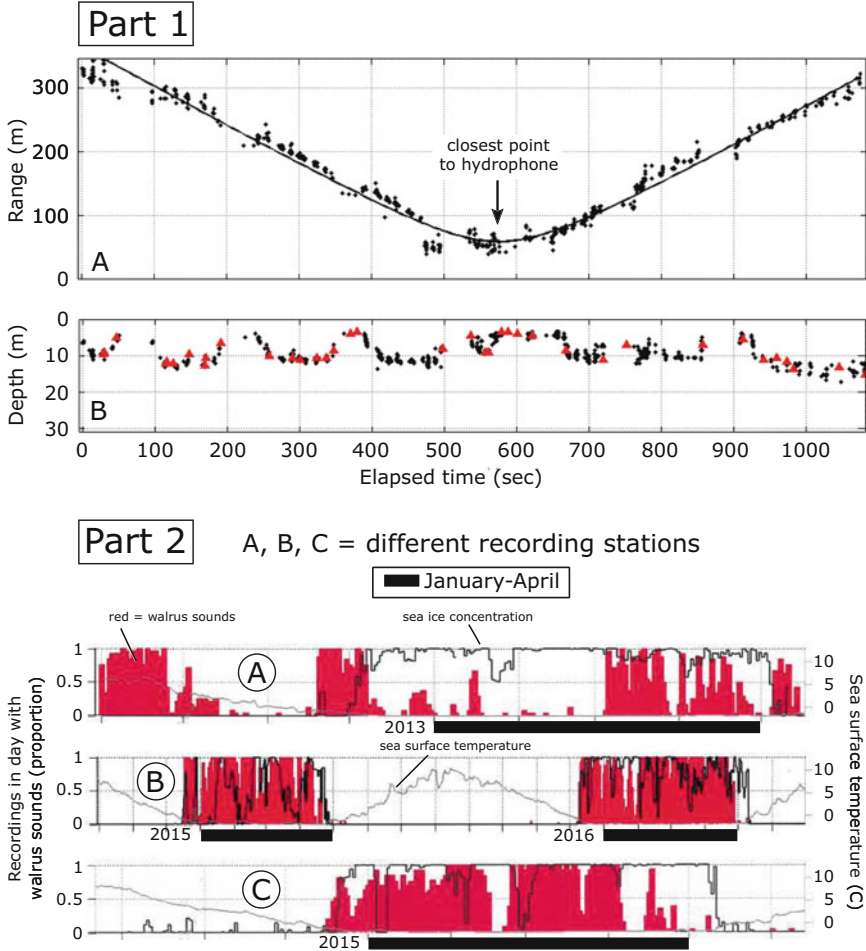 Part 1
300
200
100
0
Range (m)
closest point
to hydrophone
A
0
10
20
30
Depth (m)
B
0 100 200 300 400 500 600 700 800 900 1000
Elapsed time (sec)
Part 2
A, B, C = different recording stations
January-April
red = walrus sounds
sea ice concentration
Recordings in day with
walrus sounds (proportion)
Sea surface temperature (C)
1
0.5
0
A
10
5
0
2013
sea surface temperature
1
0.5
0
B
10
5
0
2015
2016
1
0.5
0
C
10
5
0
2015